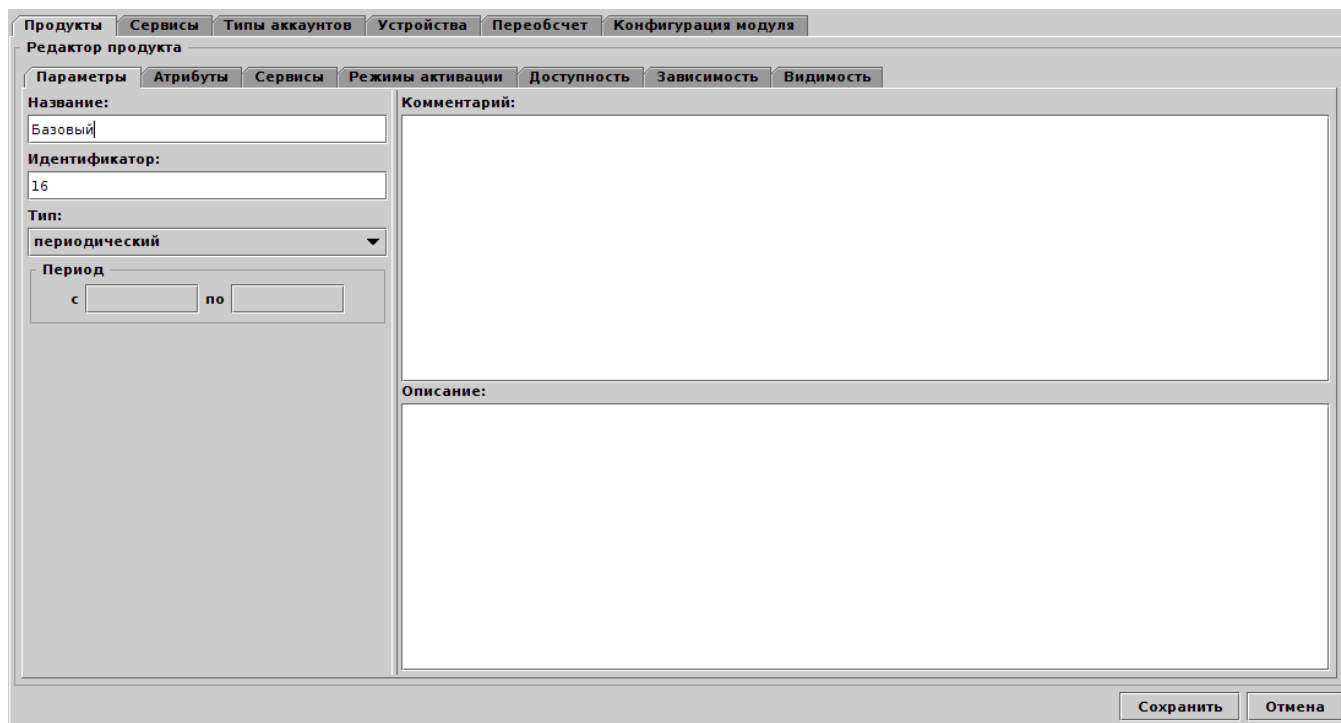 Продукты Сервисы Типы аккаунтов Устройства Переобсчет Конфигурация модуля
Редактор продукта
Параметры Атрибуты Сервисы Режимы активации Доступность Зависимость Видимость
Название:
Базовый
Идентификатор:
16
Тип:
периодический
Период
с по
Комментарий:
Описание:
Сохранить Отмена